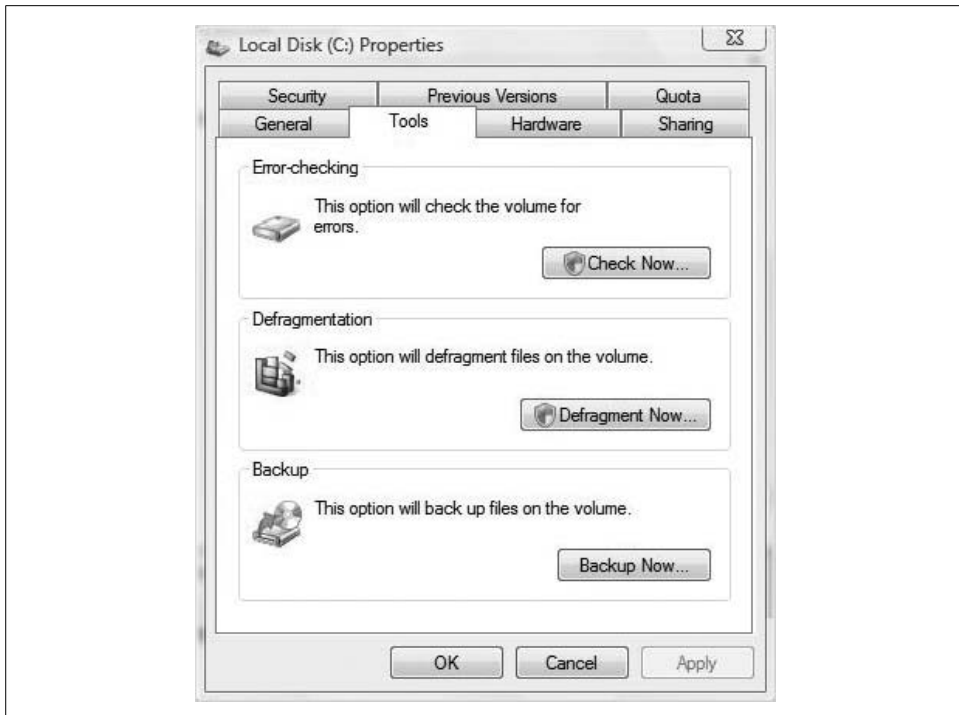 Local Disk (C:) Properties
Security
Previous Versions
Quota
General
Tools
Hardware
Sharing
Error-checking
This option will check the volume for
errors.
Check Now...
Defragmentation
This option will defragment files on the volume.
Defragment Now...
Backup
This option will back up files on the volume.
Backup Now...
OK
Cancel
Apply